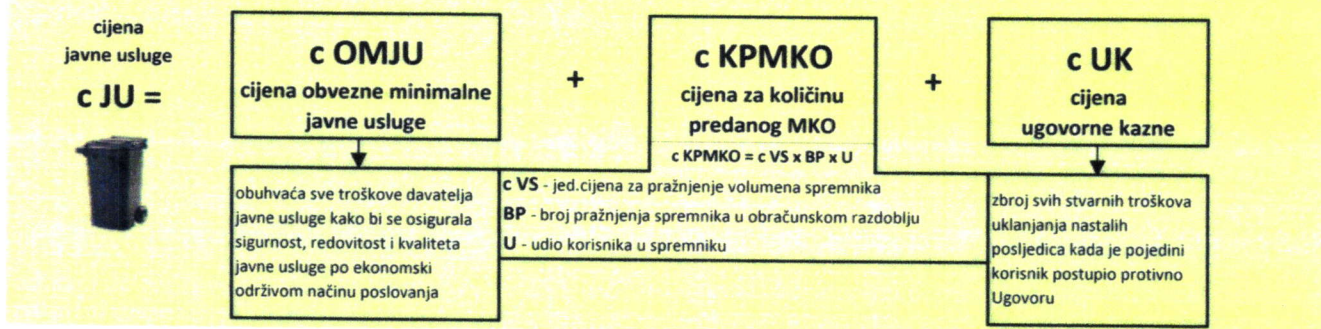 cijena
javne usluge
c JU =
c OMJU
cijena obvezne minimalne
javne usluge
+
c KPMKO
cijena za količinu
predanog MKO
c KPMKO = c VS x BP x U
+
c UK
cijena
ugovorne kazne
obuhvaća sve troškove davatelja
javne usluge kako bi se osigurala
sigurnost, redovitost i kvaliteta
javne usluge po ekonomski
održivom načinu poslovanja
c VS - jed.cijena za pražnjenje volumena spremnika
BP - broj pražnjenja spremnika u obračunskom razdoblju
U - udio korisnika u spremniku
zbroj svih stvarnih troškova
uklanjanja nastalih
posljedica kada je pojedini
korisnik postupio protivno
Ugovoru